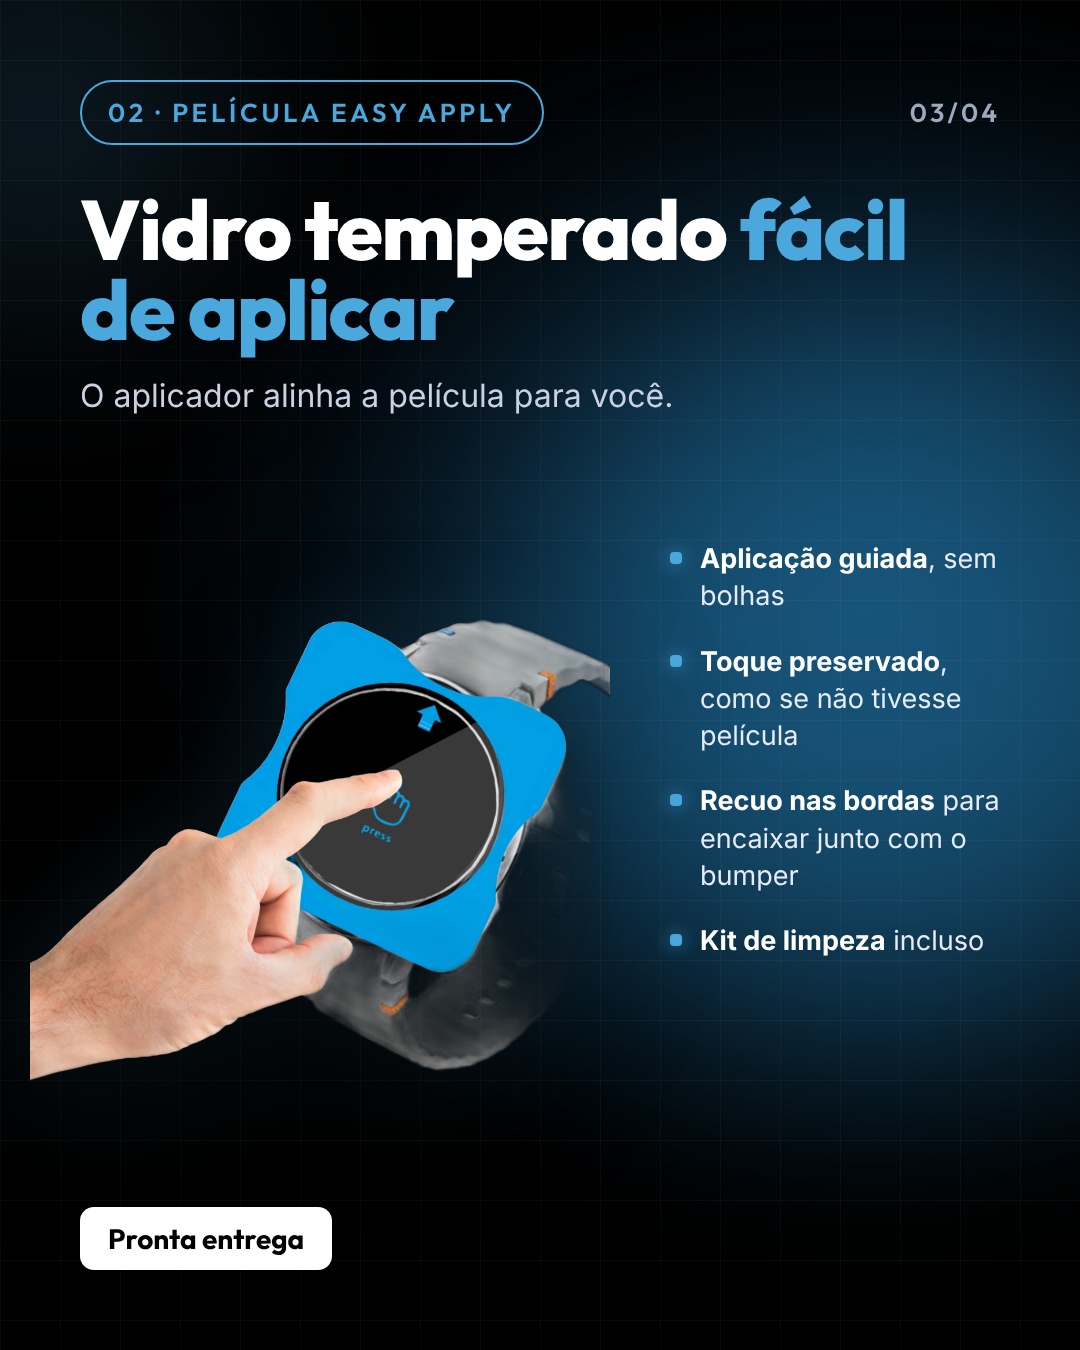 02 · PELÍCULA EASY APPLY
03/04
Vidro temperado fácil
de aplicar
O aplicador alinha a película para você.
Aplicação guiada, sem
bolhas
Toque preservado,
como se não tivesse
película
Recuo nas bordas para
encaixar junto com o
bumper
Kit de limpeza incluso
press
Pronta entrega